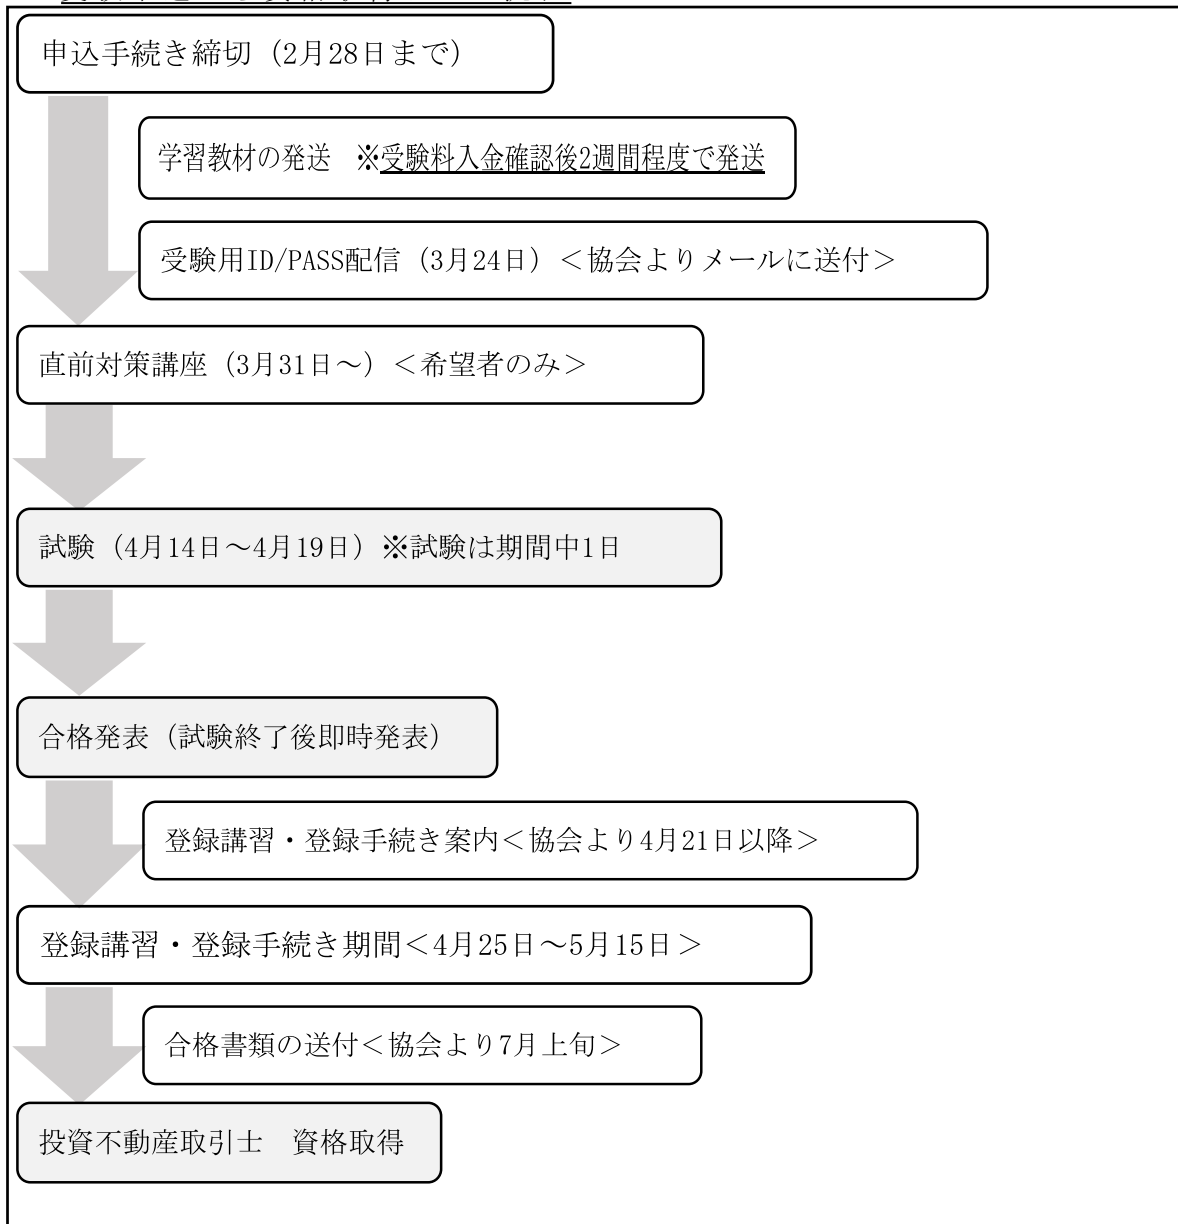 申込手続き締切（2月28日まで）
学習教材の発送　※受験料入金確認後2週間程度で発送
受験用ID/PASS配信（3月24日）＜協会よりメールに送付＞
直前対策講座（3月31日～）＜希望者のみ＞
試験（4月14日～4月19日）※試験は期間中1日
合格発表（試験終了後即時発表）
登録講習・登録手続き案内＜協会より4月21日以降＞
登録講習・登録手続き期間＜4月25日～5月15日＞
合格書類の送付＜協会より7月上旬＞
投資不動産取引士　資格取得